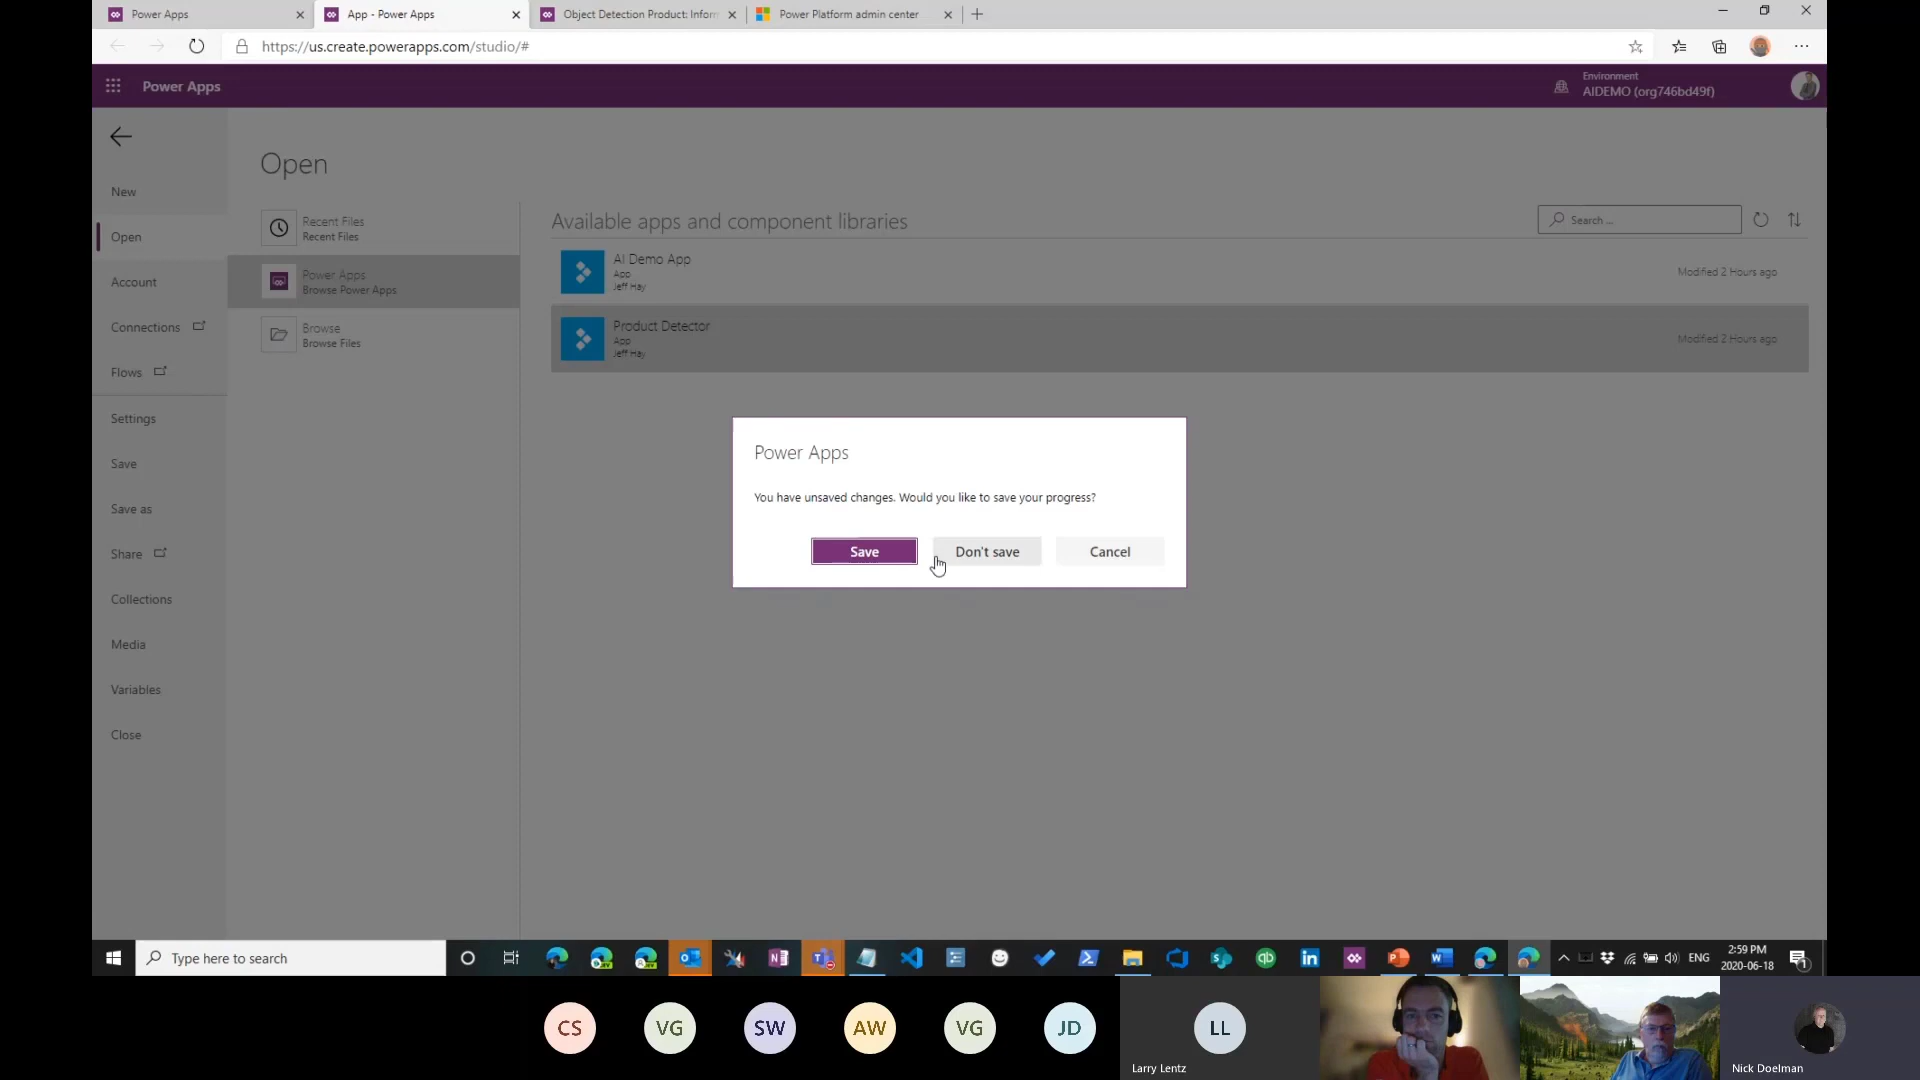 Power Apps
App - Power Apps
Object Detection Product: Inform
Power Platform admin center
https://us.create.powerapps.com/studio/#
Power Apps
Environment
AIDEMO (org746bd49f)
Open
New
Open
Account
Connections
Flows
Settings
Save
Save as
Share
Collections
Media
Variables
Close
Recent Files
Recent Files
Power Apps
Browse Power Apps
Browse
Browse Files
Available apps and component libraries
Search ...
AI Demo App
App
Jeff Hay
Modified 2 Hours ago
Product Detector
App
Jeff Hay
Modified 2 Hours ago
Power Apps
You have unsaved changes. Would you like to save your progress?
Save
Don't save
Cancel
Type here to search
ENG
2:59 PM
2020-06-18
1
CS
VG
SW
AW
VG
JD
LL
Larry Lentz
Nick Doelman